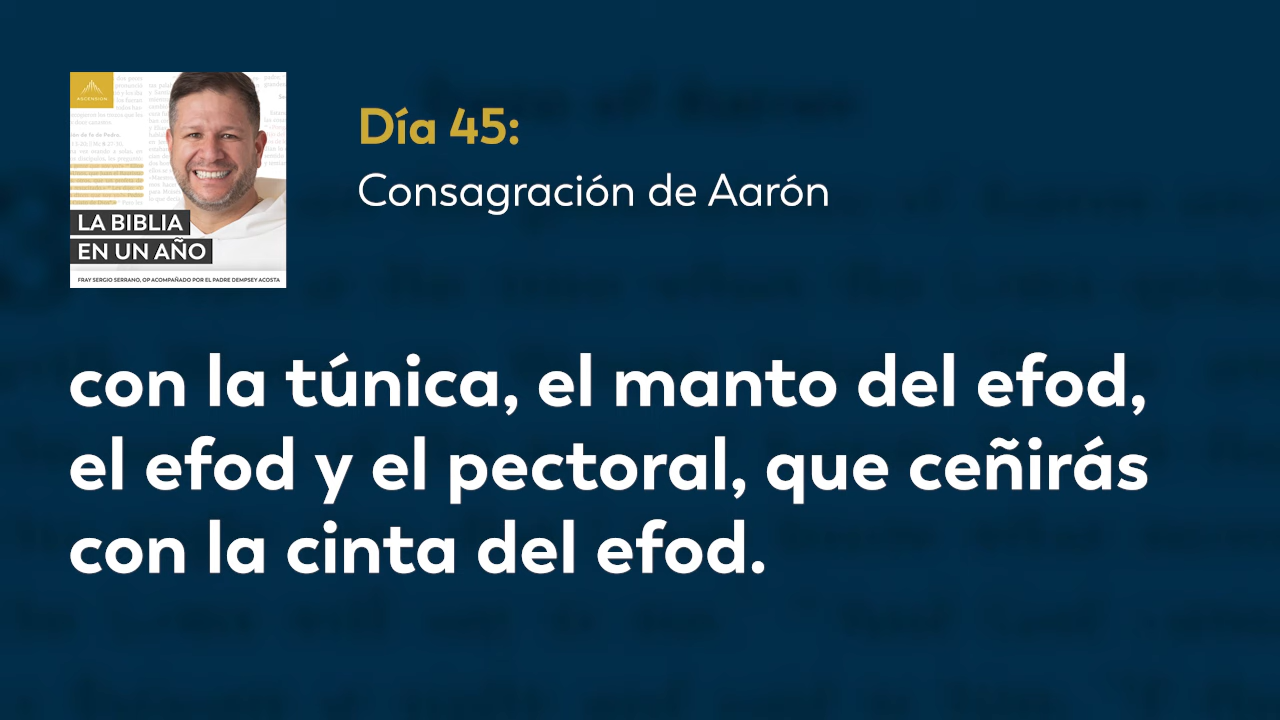 ASCENSION
LA BIBLIA
EN UN AÑO
FRAY SERGIO SERRANO, OP ACOMPAÑADO POR EL PADRE DEMPSEY ACOSTA
Día 45:
Consagración de Aarón
con la túnica, el manto del efod,
el efod y el pectoral, que ceñirás
con la cinta del efod.